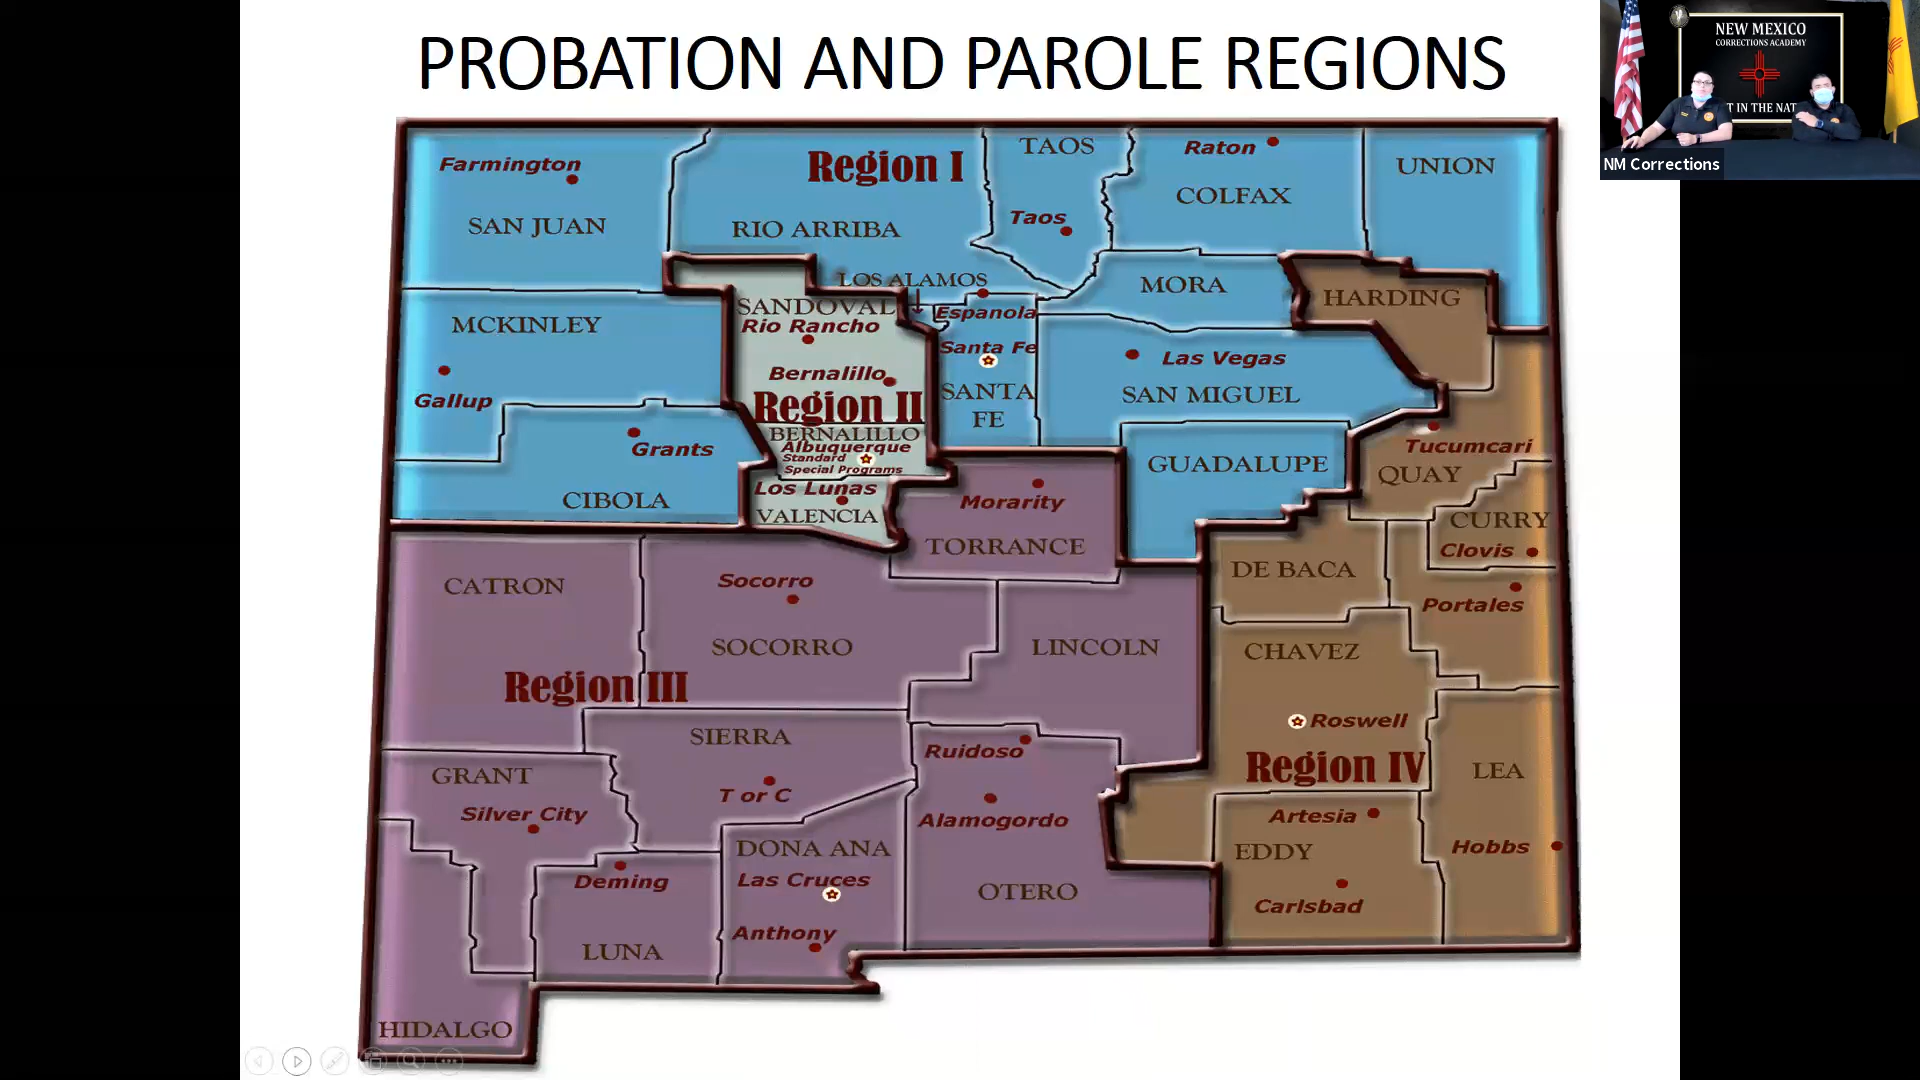 PROBATION AND PAROLE REGIONS
NEW MEXICO
CORRECTIONS ACADEMY
T IN THE NAT
NM Corrections
Farmington
SAN JUAN
Region I
RIO ARRIBA
TAOS
Taos
Raton
COLFAX
UNION
LOS ALAMOS
MORA
HARDING
MCKINLEY
Gallup
SANDOVAL
Rio Rancho
Bernalillo
Region II
BERNALILLO
Albuquerque
Standard
Special Programs
Los Lunas
VALENCIA
Espanola
Santa Fe
SANTA
FE
Las Vegas
SAN MIGUEL
Grants
CIBOLA
GUADALUPE
Tucumcari
QUAY
Morarity
TORRANCE
CURRY
Clovis
DE BACA
Portales
CATRON
Socorro
SOCORRO
LINCOLN
CHAVEZ
Region III
Roswell
Region IV
LEA
SIERRA
T or C
Ruidoso
Alamogordo
GRANT
Silver City
Artesia
EDDY
Hobbs
DONA ANA
Las Cruces
Anthony
Deming
LUNA
OTERO
Carlsbad
HIDALGO